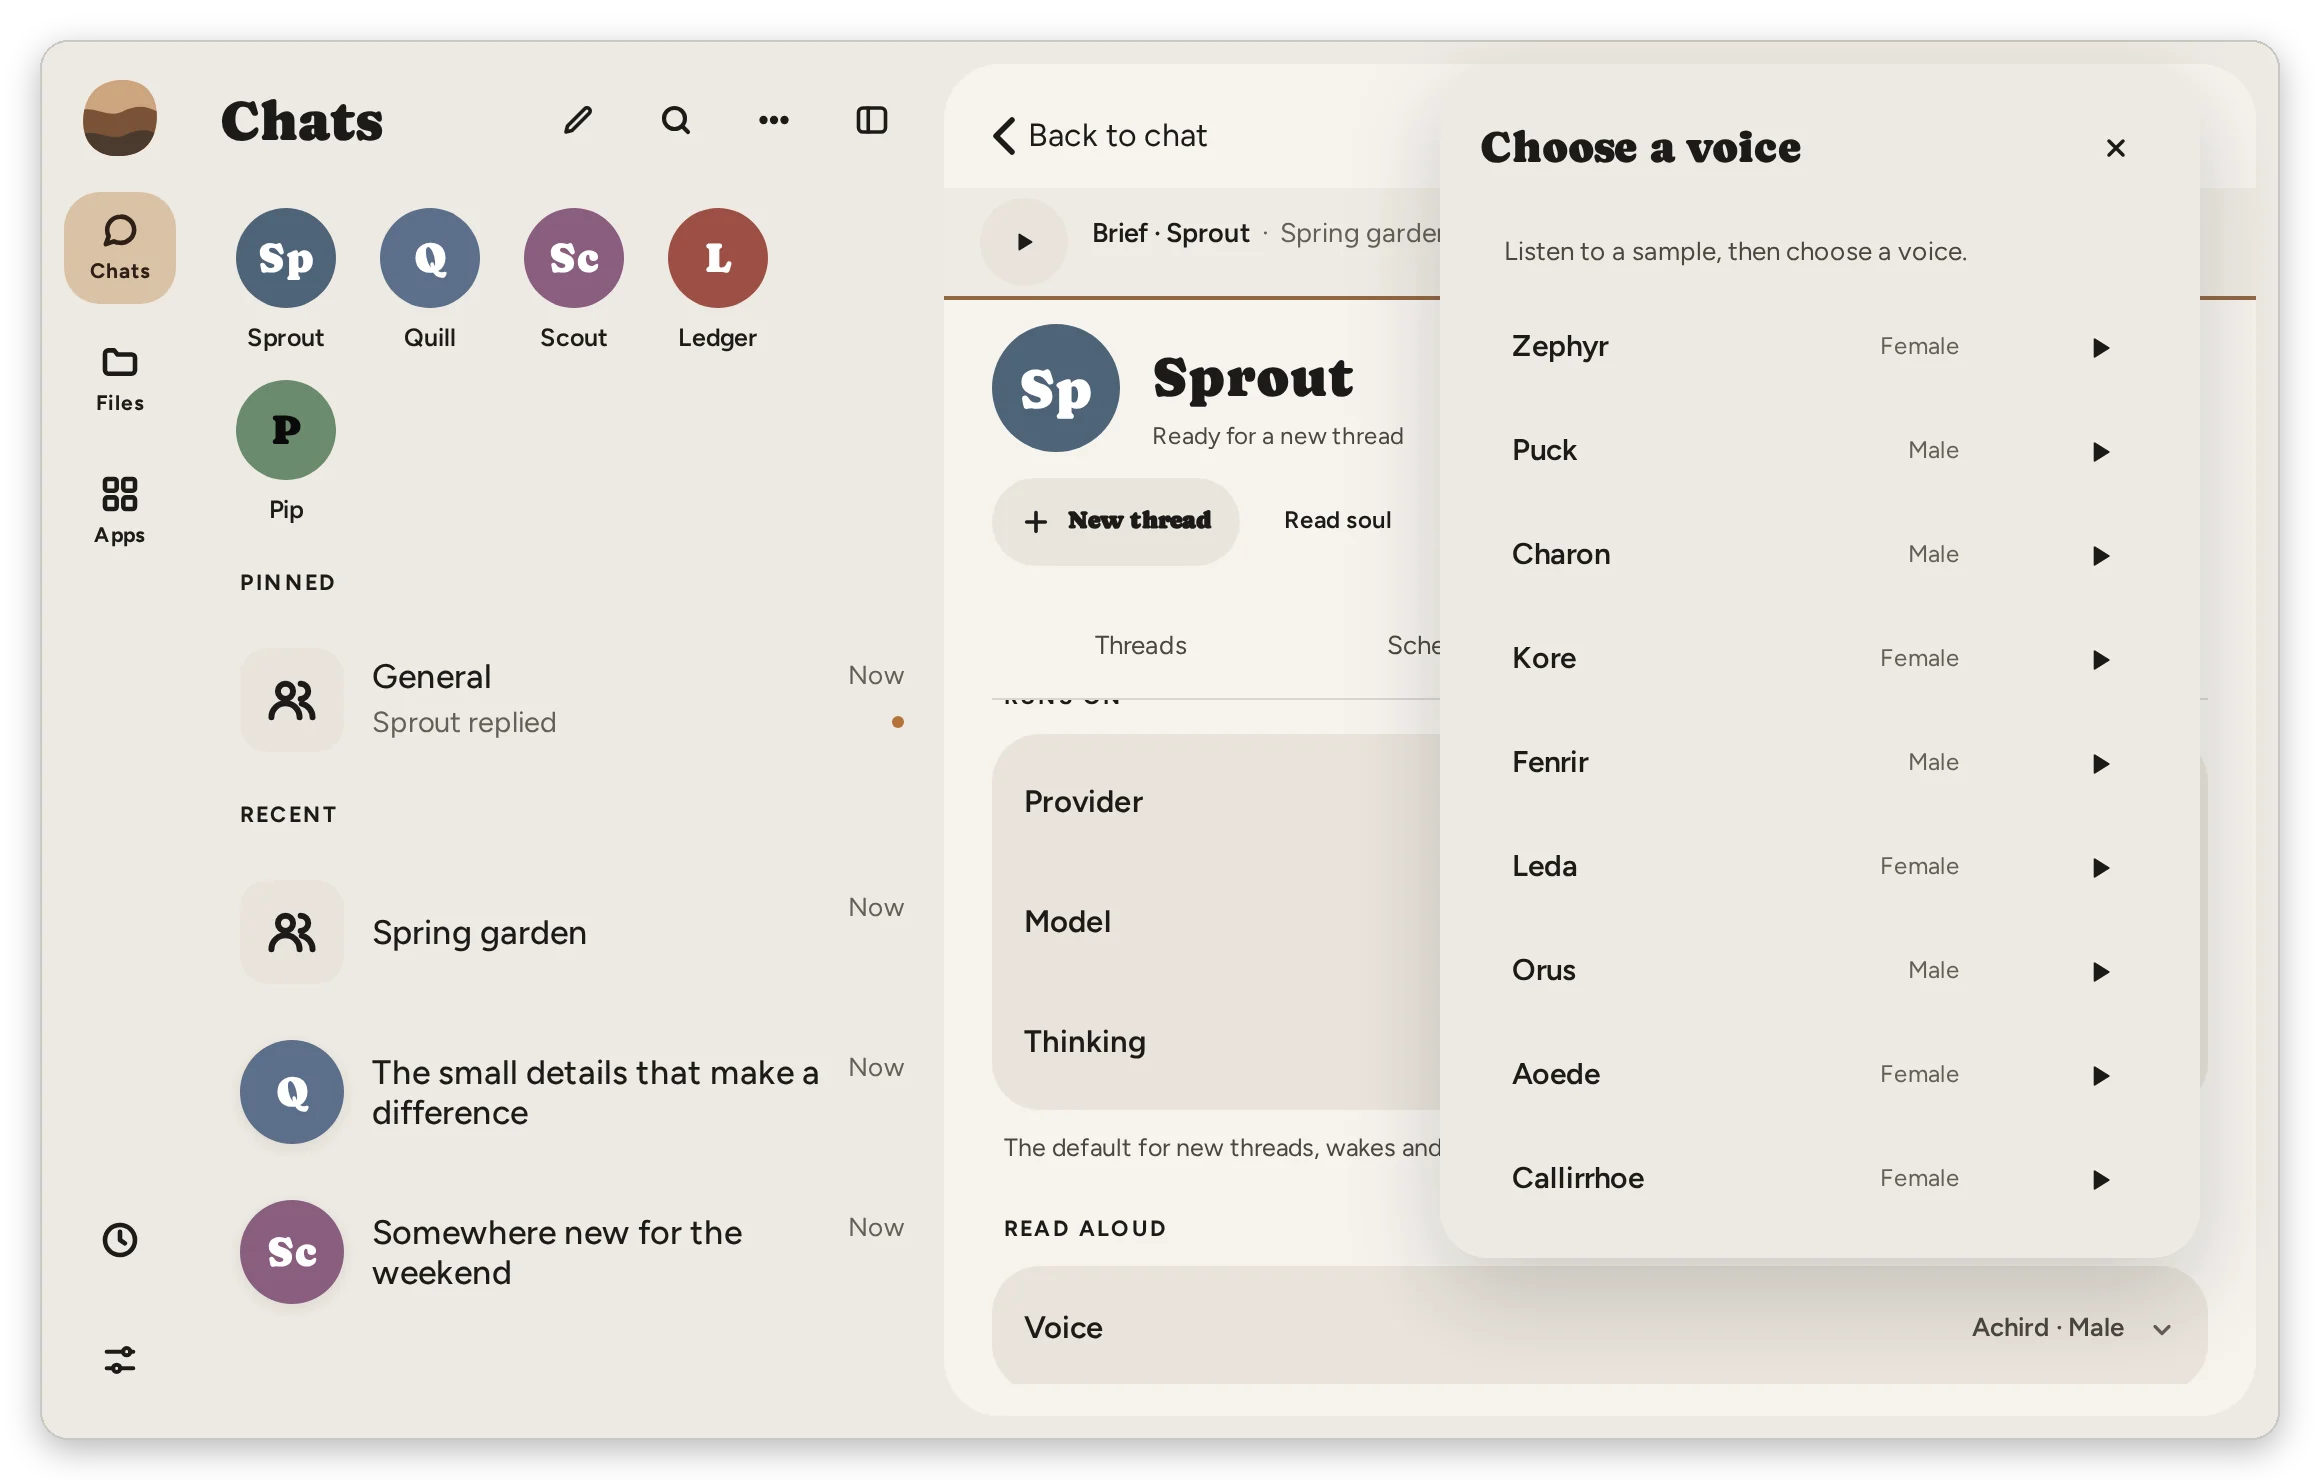 Chats
Chats
Files
Apps
Sp
Q
Sc
L
Sprout
Quill
Scout
Ledger
P
Pip
PINNED
General
Now
Sprout replied
RECENT
Spring garden
Now
Q
The small details that make a
difference
Now
Sc
Somewhere new for the
weekend
Now
Back to chat
Brief · Sprout · Spring garden
Sp
Sprout
Ready for a new thread
New thread
Read soul
Threads
Sche
RUNS ON
Provider
Model
Thinking
The default for new threads, wakes and
READ ALOUD
Voice
Achird · Male
Choose a voice
Listen to a sample, then choose a voice.
Zephyr Female
Puck Male
Charon Male
Kore Female
Fenrir Male
Leda Female
Orus Male
Aoede Female
Callirrhoe Female